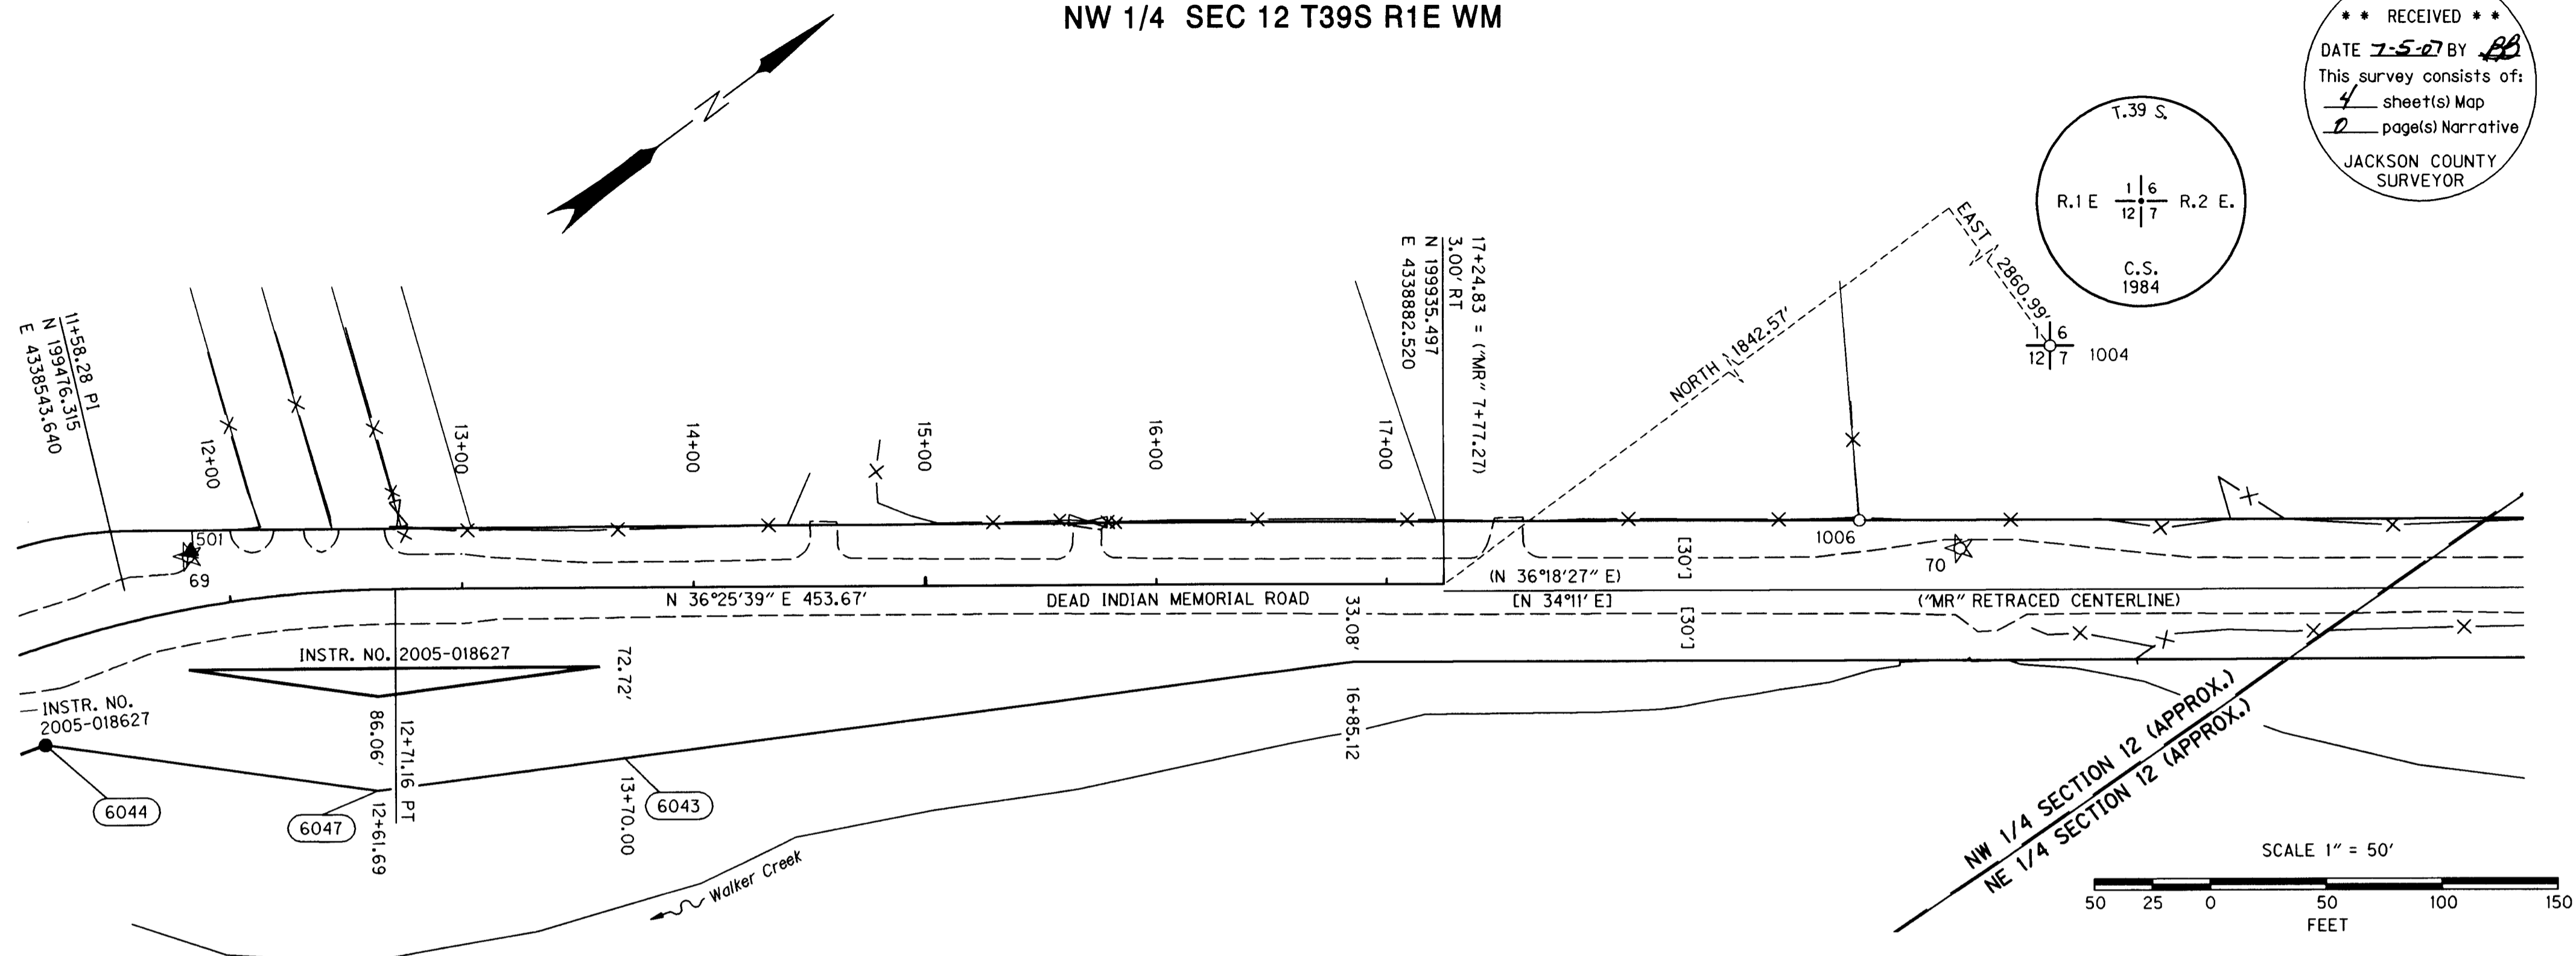 NW 1/4 SEC 12 T39S R1E WM
* * RECEIVED * *
DATE 7-5-07 BY BB
This survey consists of:
4 sheet(s) Map
0 page(s) Narrative
JACKSON COUNTY
SURVEYOR
N
T.39 S.
R.1 E
1 6
12 7
R.2 E.
C.S.
1984
EAST 2860.99'
1 6
12 7
1004
NORTH 1842.57'
11+58.28 PI
N 199476.315
E 4338543.640
12+00
13+00
14+00
15+00
16+00
17+00
17+24.83 = ("MR" 7+77.27)
3.00' RT
N 199935.497
E 4338882.520
501
69
1006
70
[30']
(N 36°18'27" E)
N 36°25'39" E 453.67'
DEAD INDIAN MEMORIAL ROAD
[N 34°11' E]
("MR" RETRACED CENTERLINE)
33.08'
16+85.12
[30']
INSTR. NO. 2005-018627
72.72'
13+70.00
INSTR. NO.
2005-018627
86.06'
12+61.69
12+71.16 PT
6044
6047
6043
Walker Creek
NW 1/4 SECTION 12 (APPROX.)
NE 1/4 SECTION 12 (APPROX.)
SCALE 1" = 50'
50 25 0 50 100 150
FEET